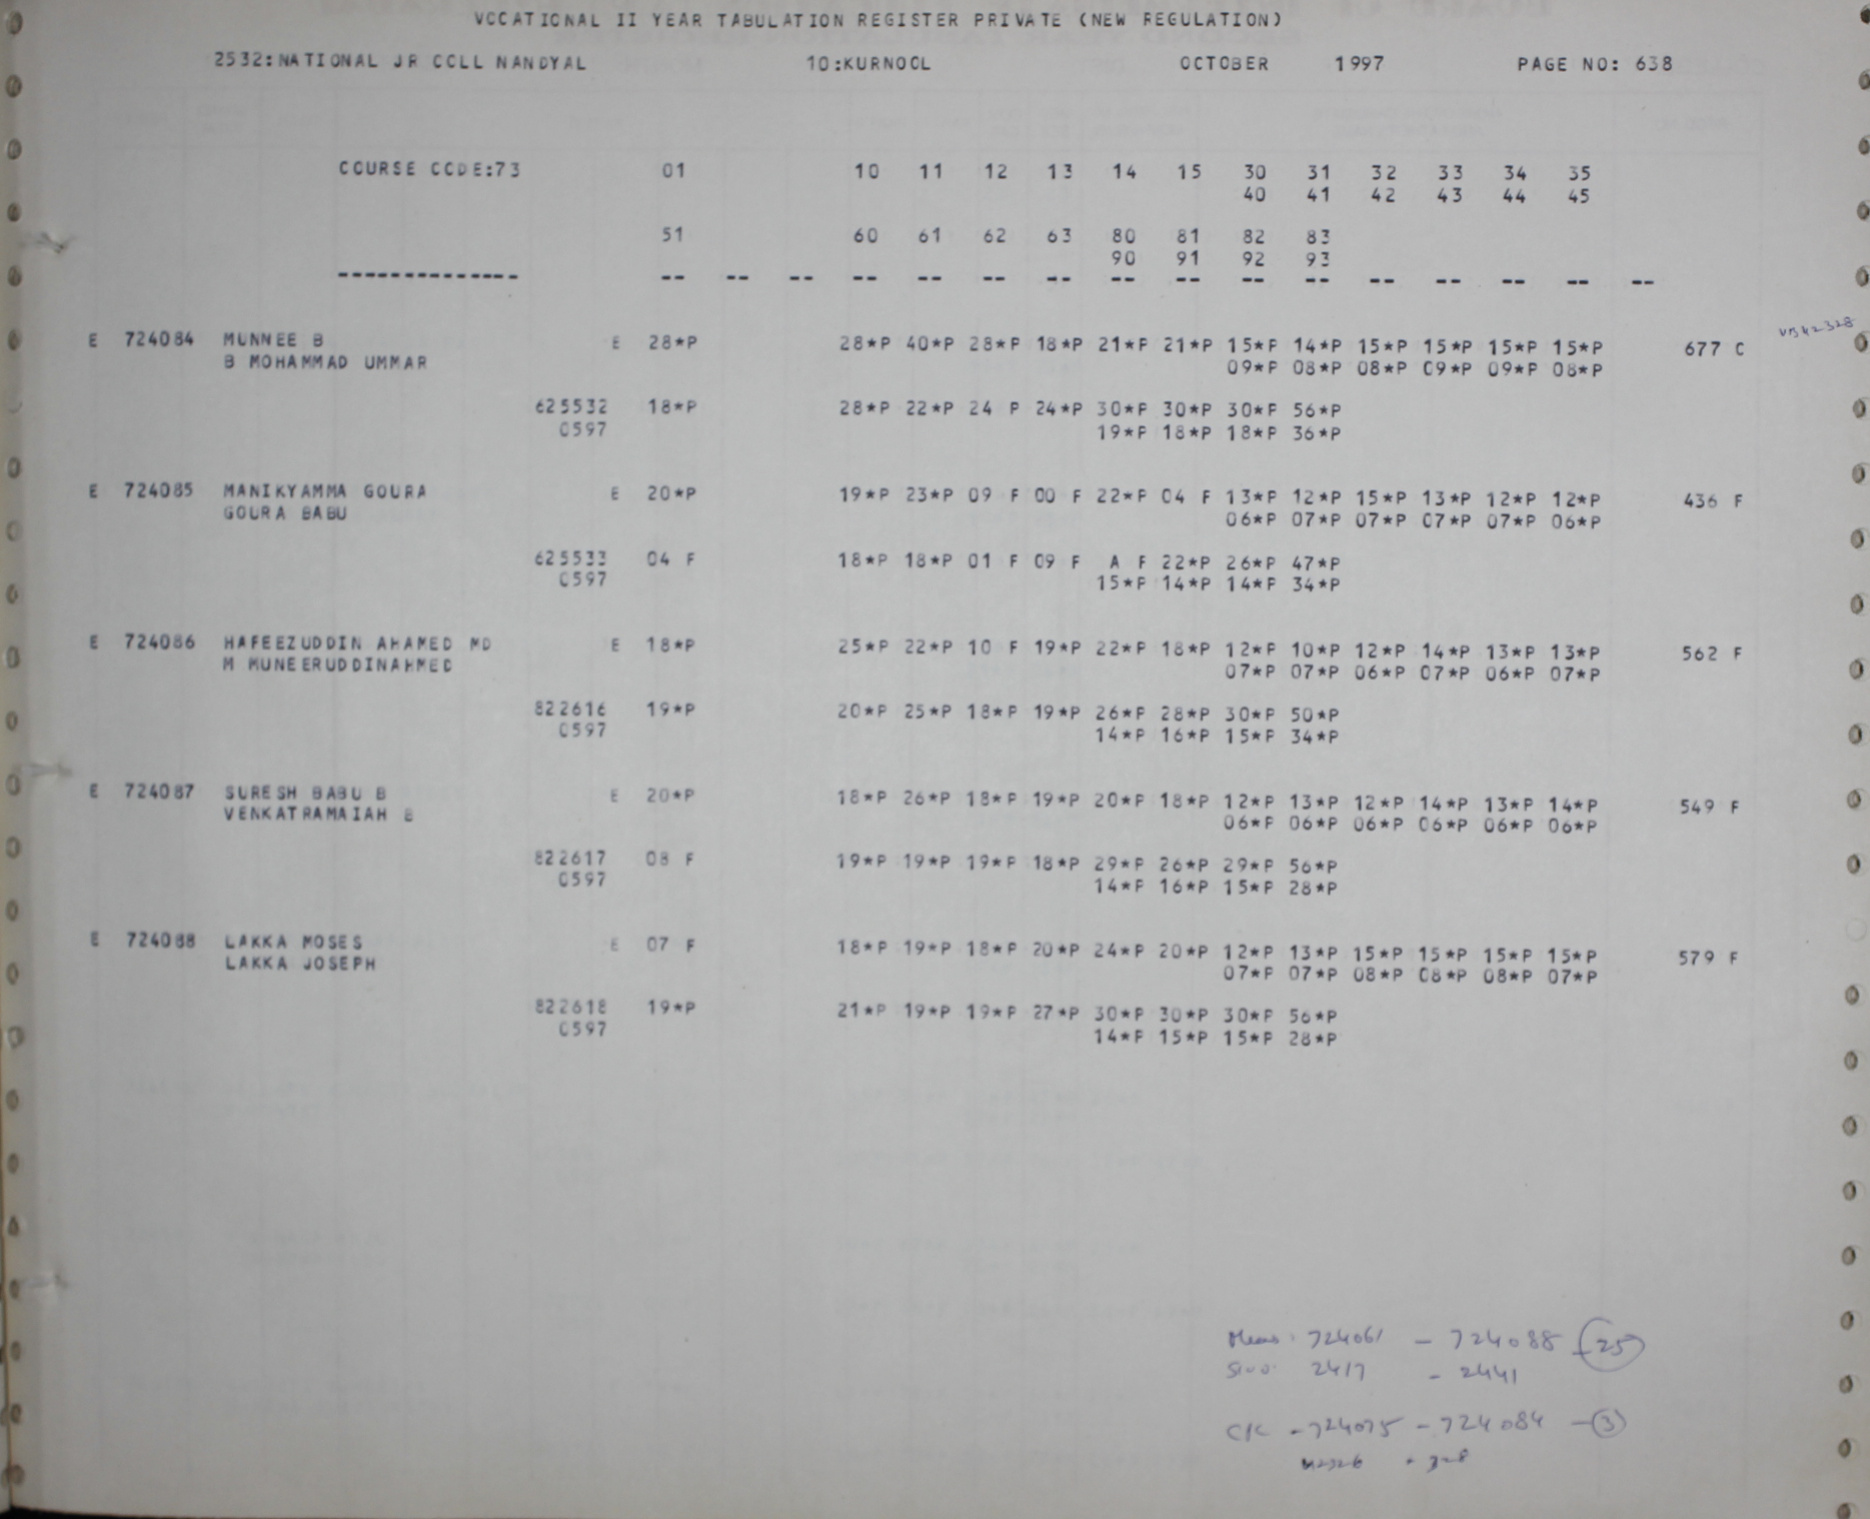 VCCATIONAL II YEAR TABULATION REGISTER PRIVATE (NEW REGULATION)
2532:NATIONAL JR CCLL NANDYAL 10:KURNOCL OCTOBER 1997 PAGE NO: 638
COURSE CCDE:73 01 10 11 12 13 14 15 30 31 32 33 34 35
40 41 42 43 44 45
51 60 61 62 63 80 81 82 83
90 91 92 93
-------------- -- -- -- -- -- -- -- -- -- -- -- -- -- -- -- --
E 724084 MUNNEE B E 28*P 28*P 40*P 28*P 18*P 21*P 21*P 15*P 14*P 15*P 15*P 15*P 15*P 677 C
B MOHAMMAD UMMAR 09*P 08*P 08*P 09*P 09*P 08*P
625532 18*P 28*P 22*P 24 P 24*P 30*P 30*P 30*P 56*P
0597 19*P 18*P 18*P 36*P
E 724085 MANIKYAMMA GOURA E 20*P 19*P 23*P 09 F 00 F 22*P 04 F 13*P 12*P 15*P 13*P 12*P 12*P 436 F
GOURA BABU 06*P 07*P 07*P 07*P 07*P 06*P
625533 04 F 18*P 18*P 01 F 09 F A F 22*P 26*P 47*P
0597 15*P 14*P 14*P 34*P
E 724086 HAFEEZUDDIN AHAMED MD E 18*P 25*P 22*P 10 F 19*P 22*P 18*P 12*P 10*P 12*P 14*P 13*P 13*P 562 F
M MUNEERUDDINAHMED 07*P 07*P 06*P 07*P 06*P 07*P
822616 19*P 20*P 25*P 18*P 19*P 26*P 28*P 30*P 50*P
0597 14*P 16*P 15*P 34*P
E 724087 SURESH BABU B E 20*P 18*P 26*P 18*P 19*P 20*P 18*P 12*P 13*P 12*P 14*P 13*P 14*P 549 F
VENKATRAMAIAH B 06*P 06*P 06*P 06*P 06*P 06*P
822617 08 F 19*P 19*P 19*P 18*P 29*P 26*P 29*P 56*P
0597 14*P 16*P 15*P 28*P
E 724088 LAKKA MOSES E 07 F 18*P 19*P 18*P 20*P 24*P 20*P 12*P 13*P 15*P 15*P 15*P 15*P 579 F
LAKKA JOSEPH 07*P 07*P 08*P 08*P 08*P 07*P
822618 19*P 21*P 19*P 19*P 27*P 30*P 30*P 30*P 56*P
0597 14*P 15*P 15*P 28*P
724061 - 724088 25
2417 - 2441
C/C - 724075 - 724084 - 3